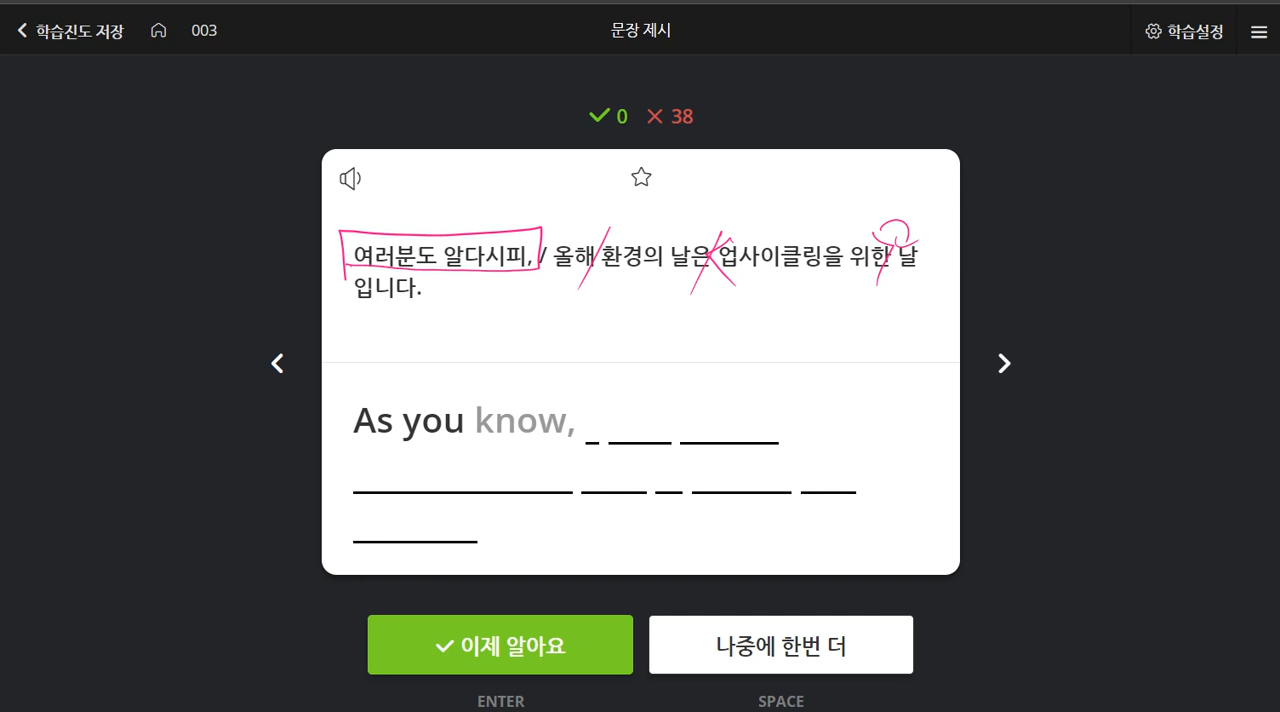 학습진도 저장 003 문장 제시 학습설정
0 38
여러분도 알다시피, / 올해 환경의 날은 업사이클링을 위한 날
입니다.
As you know,
이제 알아요 나중에 한번 더
ENTER SPACE